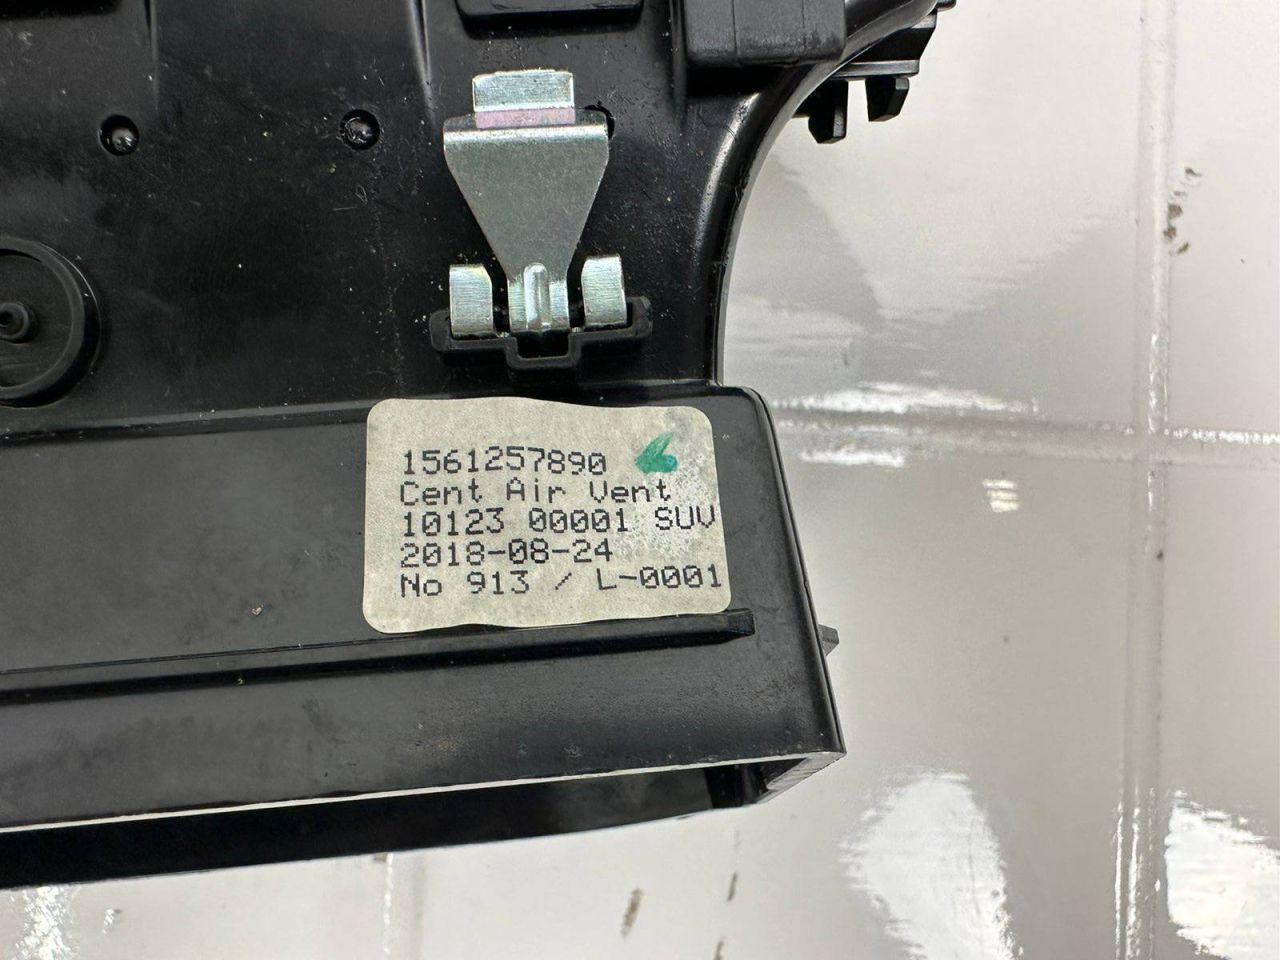 1561257890
Cent Air Vent
10123 00001 SUV
2018-08-24
No 913 / L-0001